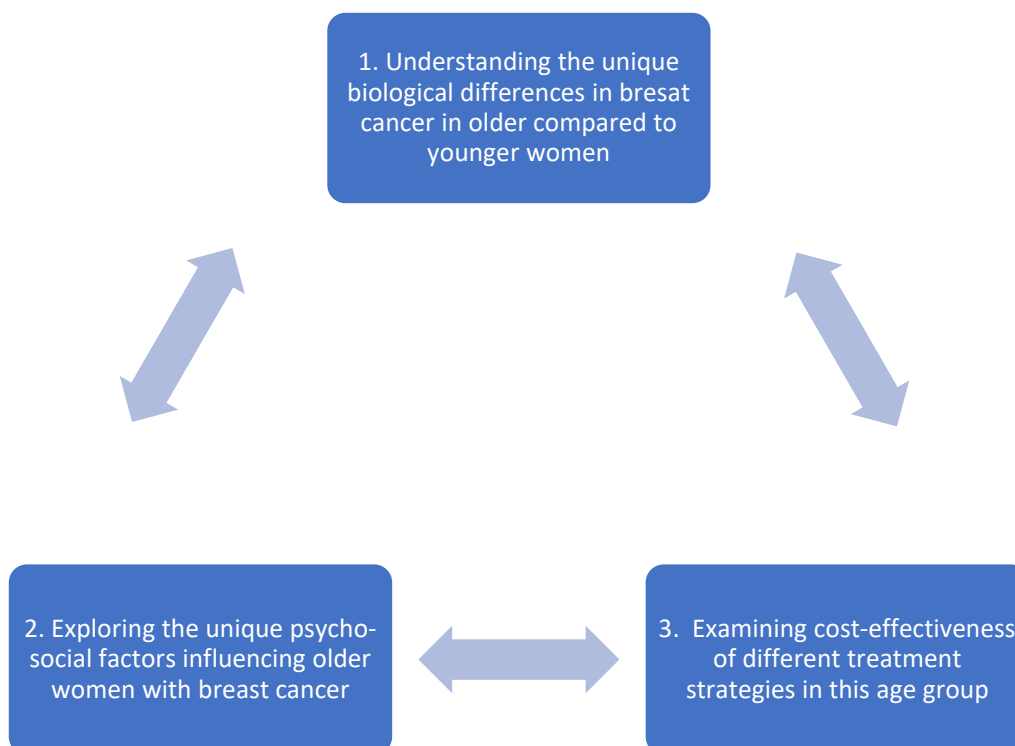 1. Understanding the unique
biological differences in bresat
cancer in older compared to
younger women
2. Exploring the unique psycho-
social factors influencing older
women with breast cancer
3. Examining cost-effectiveness
of different treatment
strategies in this age group